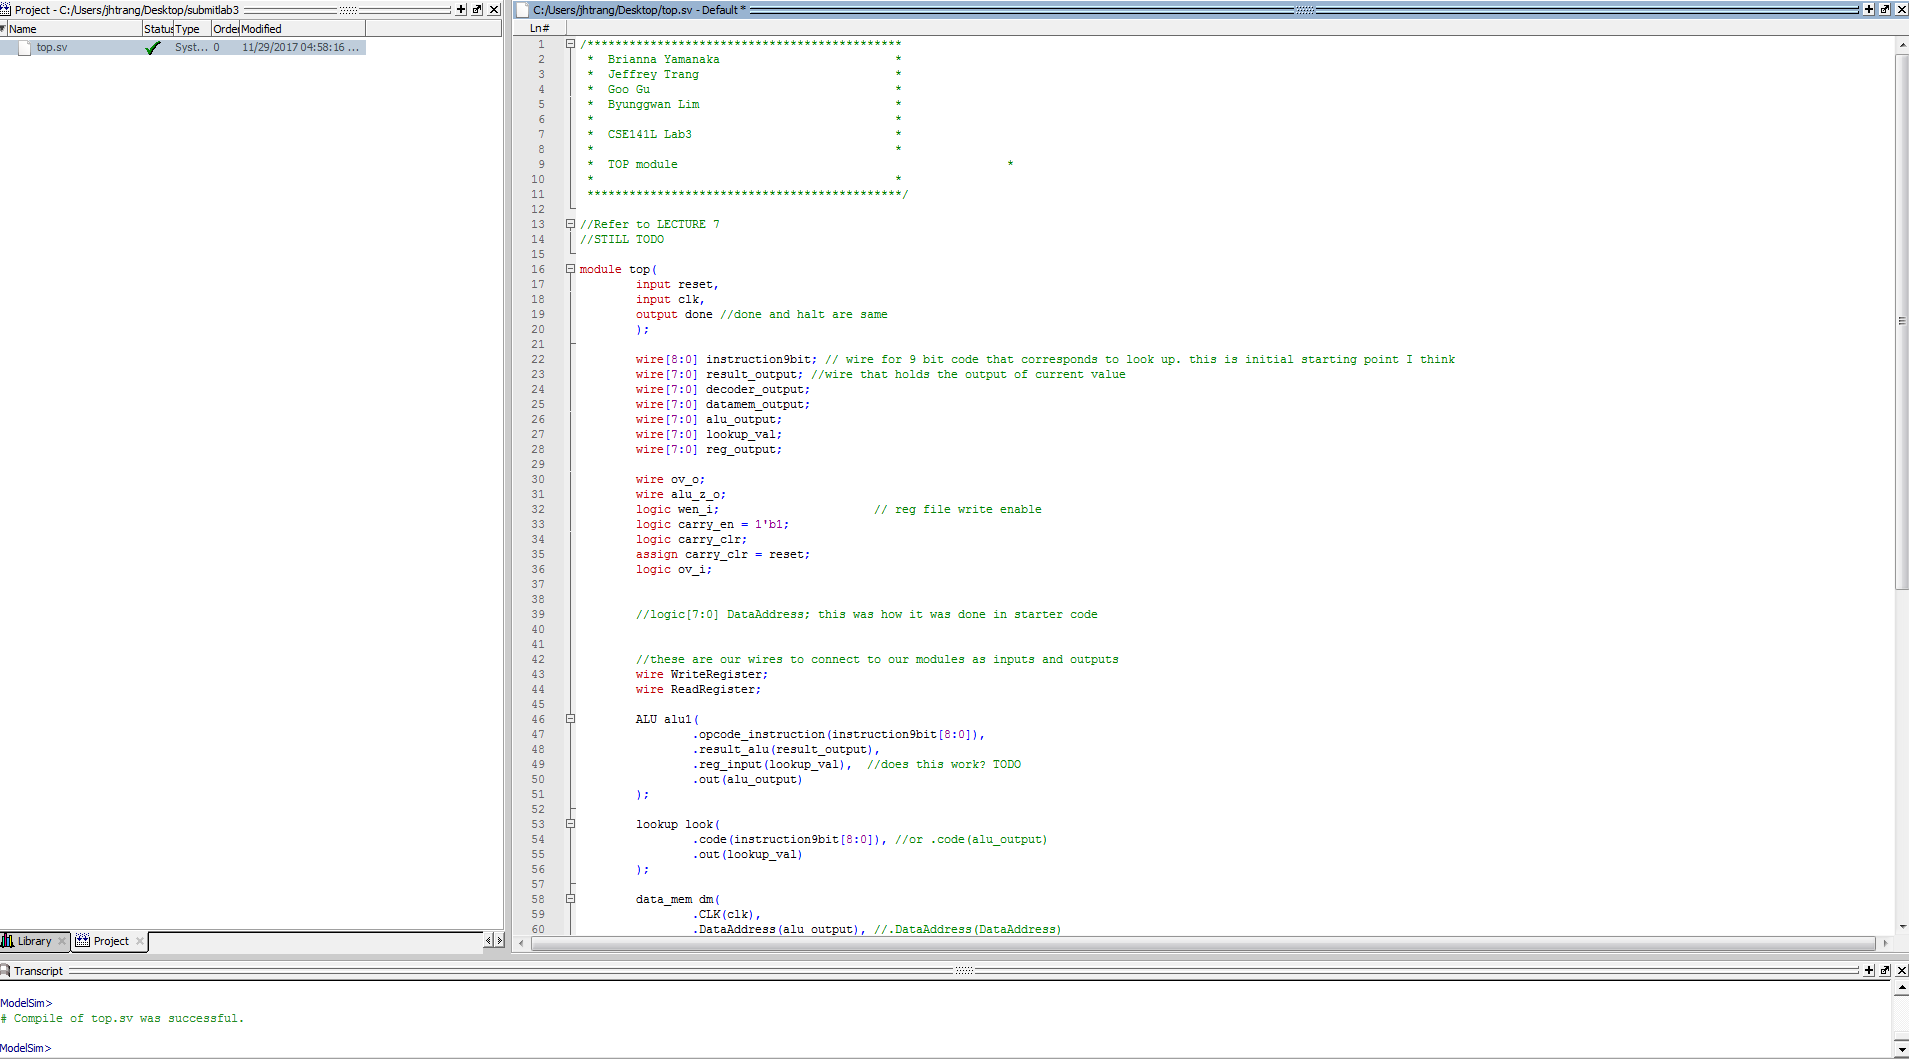 Project - C:/Users/jhtrang/Desktop/submitlab3
Name Status Type Order Modified
top.sv Syst... 0 11/29/2017 04:58:16 ...
Library Project
C:/Users/jhtrang/Desktop/top.sv - Default *
Ln#
1 /*********************************************
2 * Brianna Yamanaka *
3 * Jeffrey Trang *
4 * Goo Gu *
5 * Byunggwan Lim *
6 * *
7 * CSE141L Lab3 *
8 * *
9 * TOP module *
10 * *
11 *********************************************/
12
13 //Refer to LECTURE 7
14 //STILL TODO
15
16 module top(
17 input reset,
18 input clk,
19 output done //done and halt are same
20 );
21
22 wire[8:0] instruction9bit; // wire for 9 bit code that corresponds to look up. this is initial starting point I think
23 wire[7:0] result_output; //wire that holds the output of current value
24 wire[7:0] decoder_output;
25 wire[7:0] datamem_output;
26 wire[7:0] alu_output;
27 wire[7:0] lookup_val;
28 wire[7:0] reg_output;
29
30 wire ov_o;
31 wire alu_z_o;
32 logic wen_i; // reg file write enable
33 logic carry_en = 1'b1;
34 logic carry_clr;
35 assign carry_clr = reset;
36 logic ov_i;
37
38
39 //logic[7:0] DataAddress; this was how it was done in starter code
40
41
42 //these are our wires to connect to our modules as inputs and outputs
43 wire WriteRegister;
44 wire ReadRegister;
45
46 ALU alu1(
47 .opcode_instruction(instruction9bit[8:0]),
48 .result_alu(result_output),
49 .reg_input(lookup_val), //does this work? TODO
50 .out(alu_output)
51 );
52
53 lookup look(
54 .code(instruction9bit[8:0]), //or .code(alu_output)
55 .out(lookup_val)
56 );
57
58 data_mem dm(
59 .CLK(clk),
60 .DataAddress(alu_output), //.DataAddress(DataAddress)
Transcript
ModelSim>
# Compile of top.sv was successful.
ModelSim>